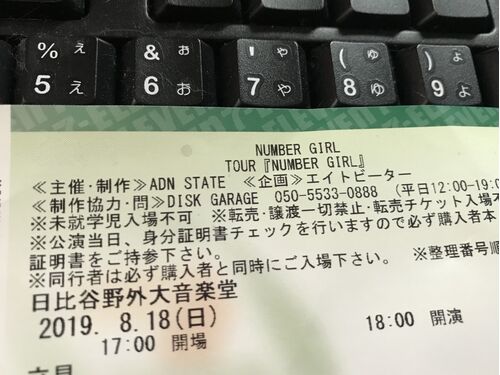 % ぇ & ぉ ' ゃ ( ゅ ) ょ
5 え 6 お 7 や 8 ゆ 9 よ
NUMBER GIRL
TOUR『NUMBER GIRL』
≪主催・制作≫ADN STATE ≪企画≫エイトビーター
≪制作協力・問≫DISK GARAGE 050-5533-0888 (平日12:00-19:0
※未就学児入場不可 ※転売・譲渡一切禁止・転売チケット入場不
※公演当日、身分証明書チェックを行いますので必ず購入者本
証明書をご持参下さい。
※同行者は必ず購入者と同時にご入場下さい。 ※整理番号順
日比谷野外大音楽堂
2019. 8.18(日)
17:00 開場 18:00 開演